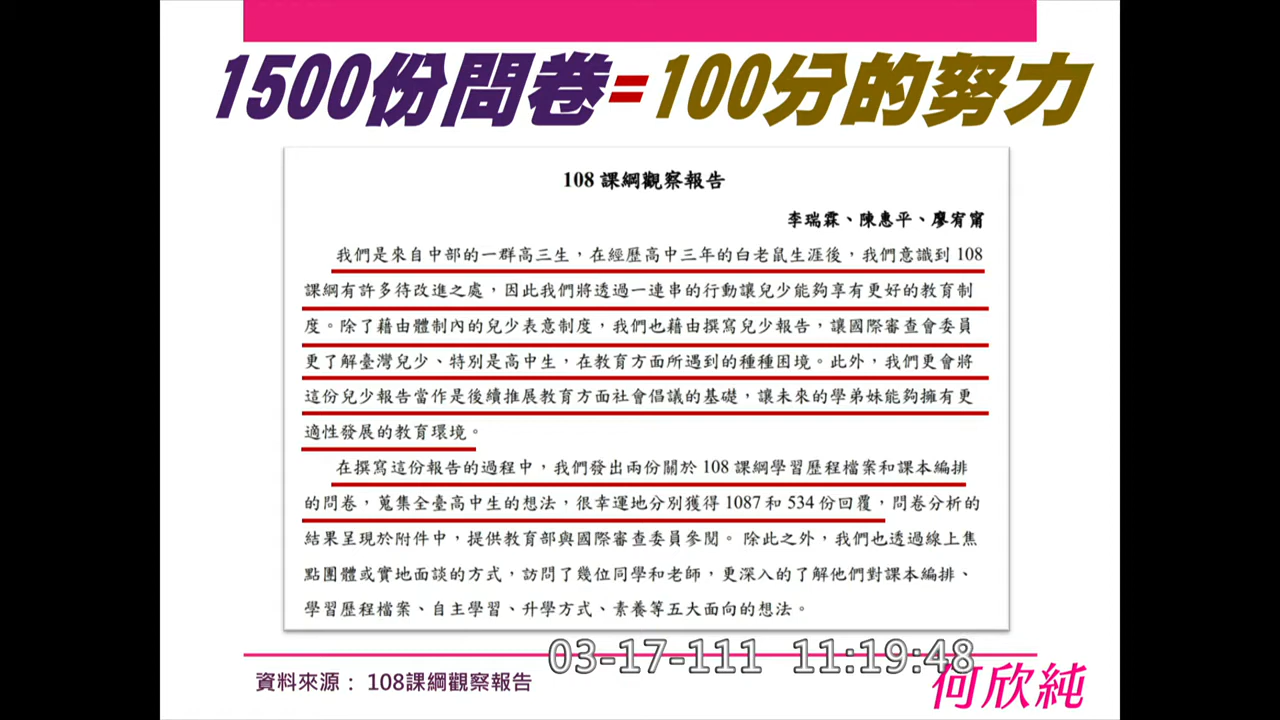 1500份問卷=100分的努力
108 課綱觀察報告
李瑞霖、陳惠平、廖宥甯
我們是來自中部的一群高三生，在經歷高中三年的白老鼠生涯後，我們意識到 108
課綱有許多待改進之處，因此我們將透過一連串的行動讓兒少能夠享有更好的教育制
度。除了藉由體制內的兒少表意制度，我們也藉由撰寫兒少報告，讓國際審查會委員
更了解臺灣兒少、特別是高中生，在教育方面所遇到的種種困境。此外，我們更會將
這份兒少報告當作是後續推展教育方面社會倡議的基礎，讓未來的學弟妹能夠擁有更
適性發展的教育環境。
在撰寫這份報告的過程中，我們發出兩份關於 108 課綱學習歷程檔案和課本編排
的問卷，蒐集全臺高中生的想法，很幸運地分別獲得 1087 和 534 份回覆，問卷分析的
結果呈現於附件中，提供教育部與國際審查委員參閱。 除此之外，我們也透過線上焦
點團體或實地面談的方式，訪問了幾位同學和老師，更深入的了解他們對課本編排、
學習歷程檔案、自主學習、升學方式、素養等五大面向的想法。
03-17-111 11:19:48
資料來源： 108課綱觀察報告
何欣純